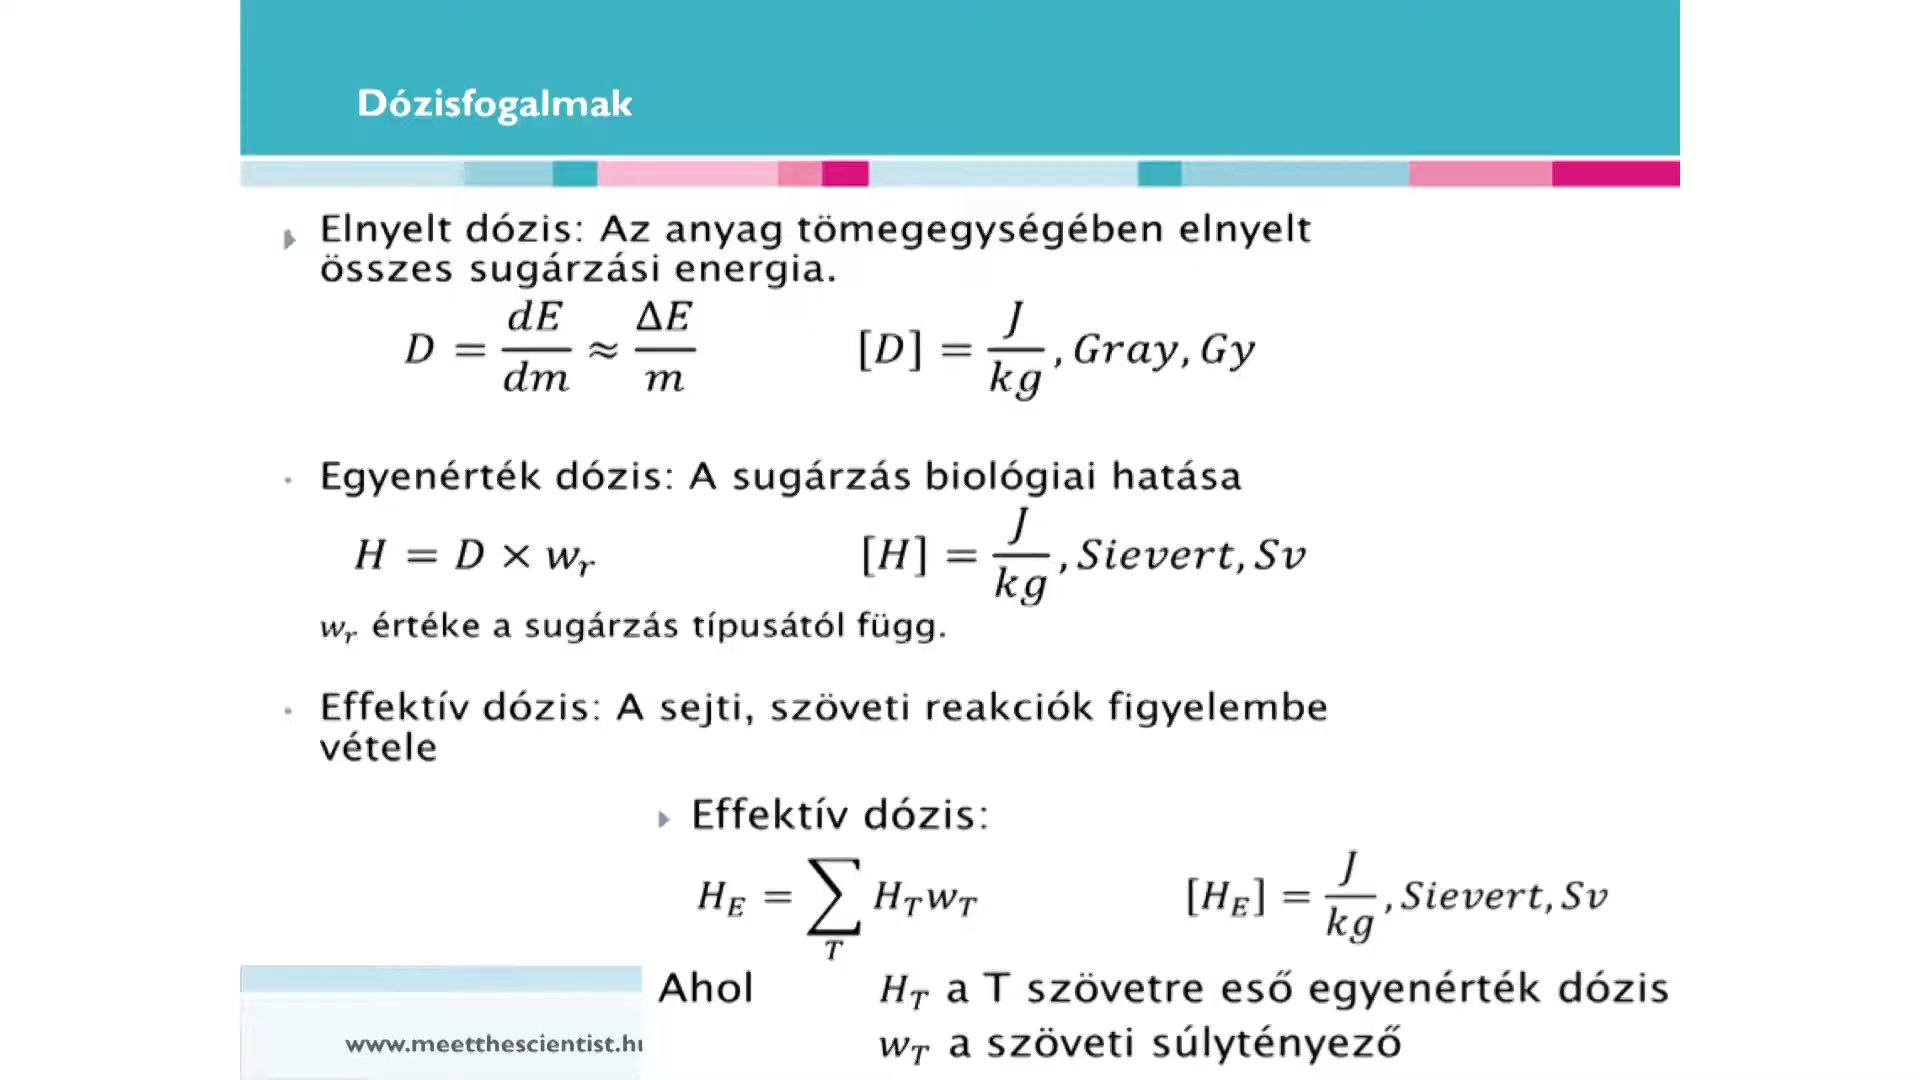 Dózisfogalmak
Elnyelt dózis: Az anyag tömegegységében elnyelt
összes sugárzási energia.
D = dE/dm ≈ ΔE/m [D] = J/kg, Gray, Gy
Egyenérték dózis: A sugárzás biológiai hatása
H = D × w_r [H] = J/kg, Sievert, Sv
w_r értéke a sugárzás típusától függ.
Effektív dózis: A sejti, szöveti reakciók figyelembe
vétele
Effektív dózis:
H_E = ∑_T H_T w_T [H_E] = J/kg, Sievert, Sv
Ahol H_T a T szövetre eső egyenérték dózis
w_T a szöveti súlytényező
www.meetthescientist.hu